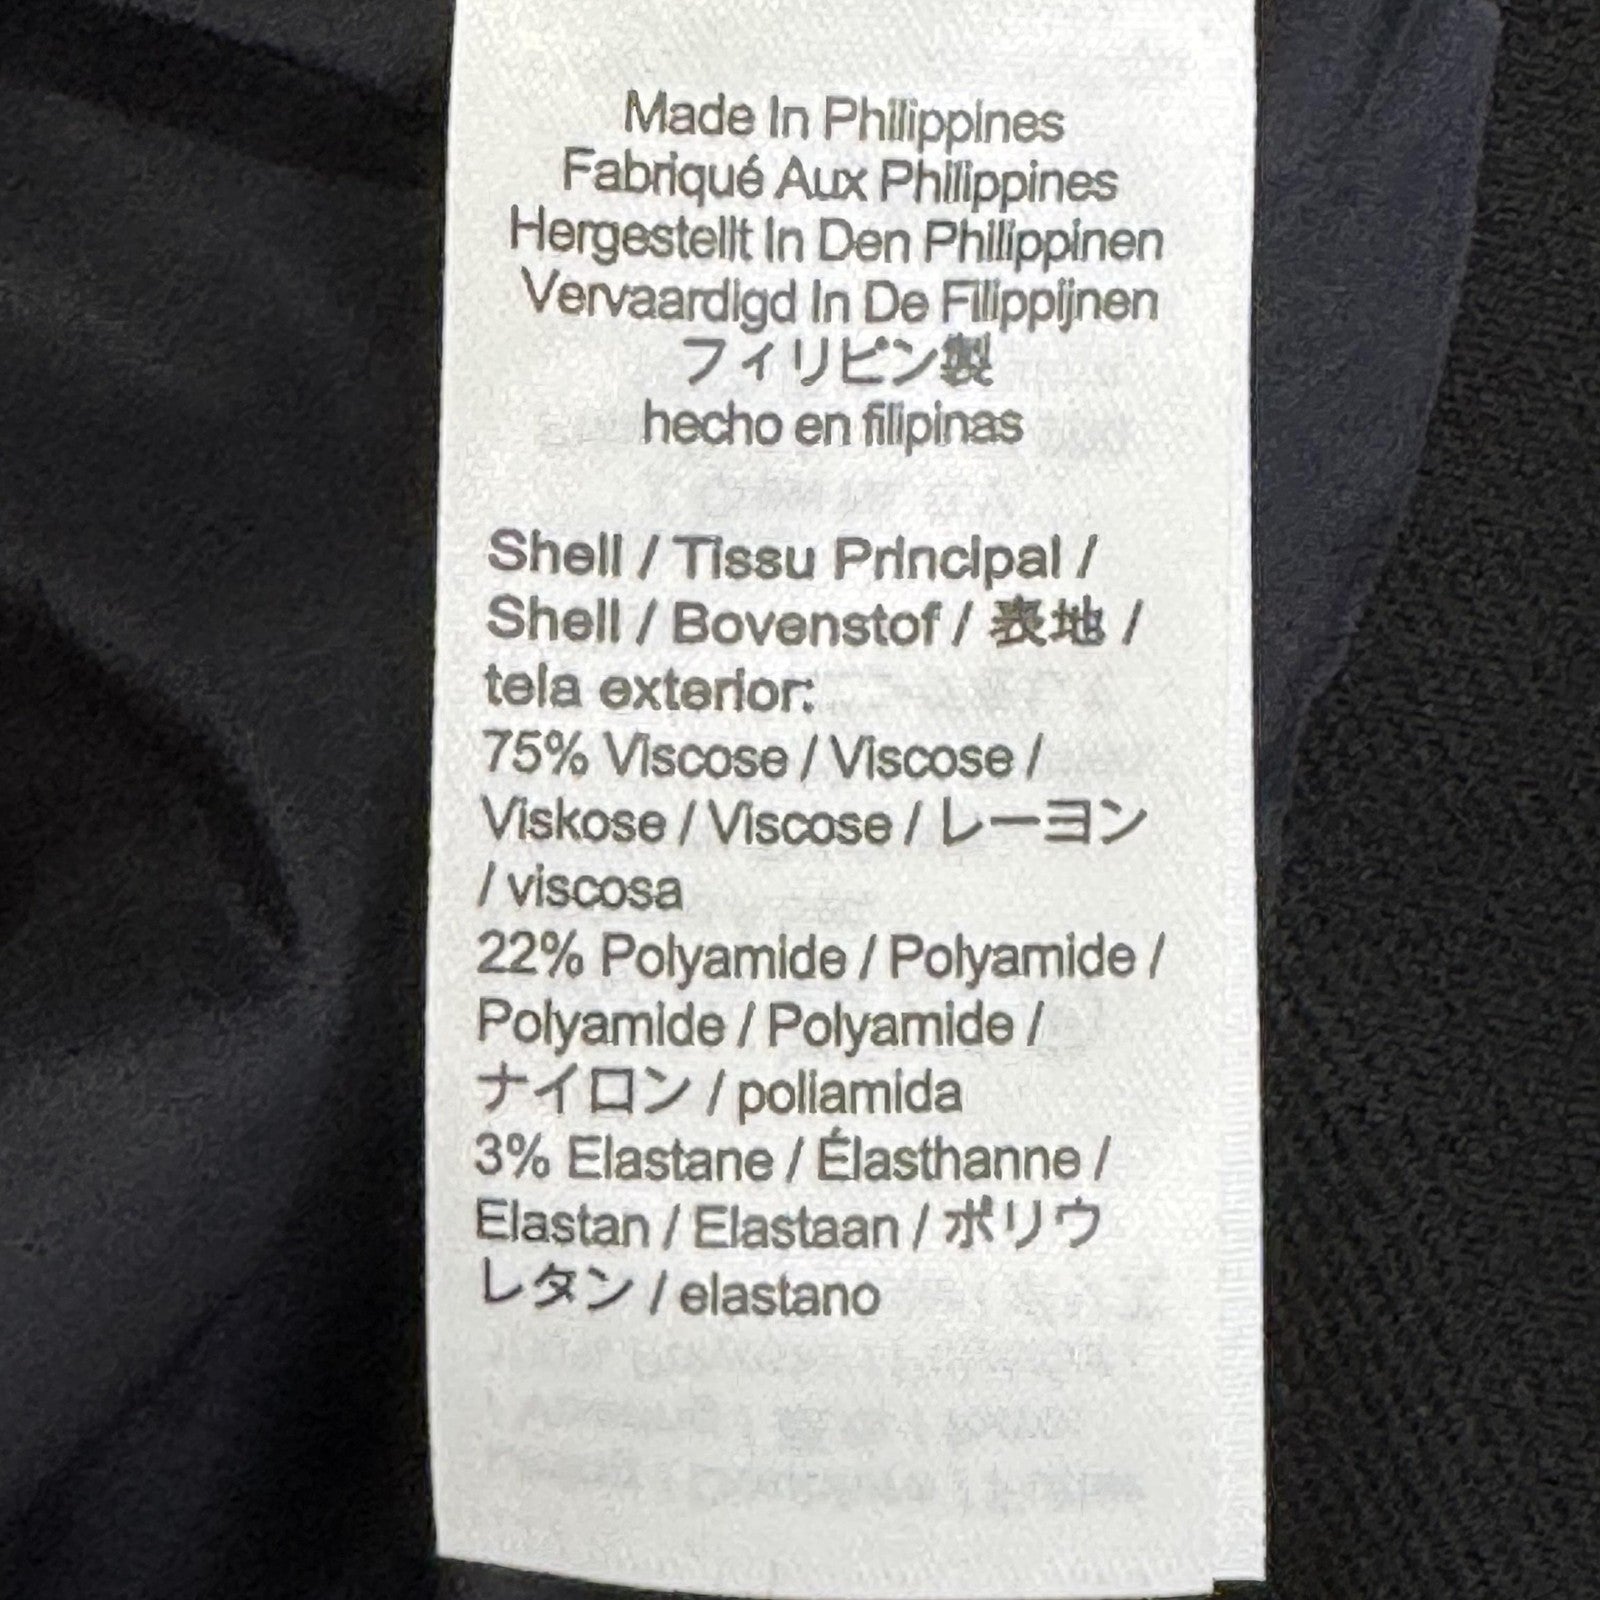 Made In Philippines
Fabriqué Aux Philippines
Hergestellt In Den Philippinen
Vervaardigd In De Filippijnen
フィリピン製
hecho en filipinas
Shell / Tissu Principal /
Shell / Bovenstof / 表地 /
tela exterior:
75% Viscose / Viscose /
Viskose / Viscose / レーヨン
/ viscosa
22% Polyamide / Polyamide /
Polyamide / Polyamide /
ナイロン / poliamida
3% Elastane / Élasthanne /
Elastan / Elastaan / ポリウ
レタン / elastano